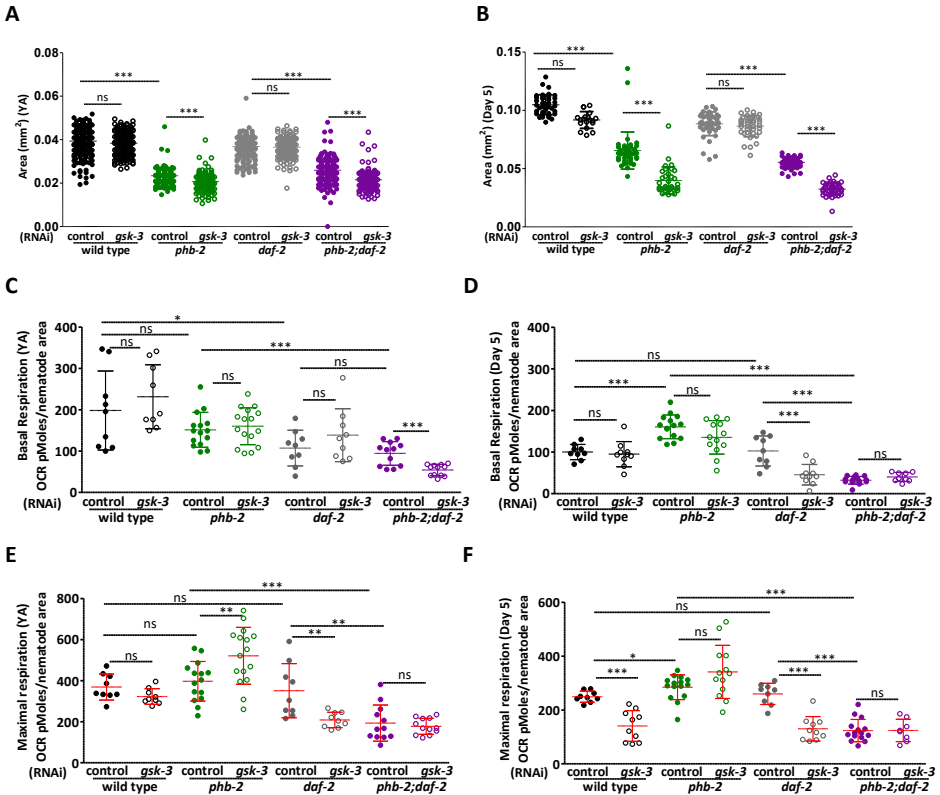 A
B
0.08
0.06
0.04
0.02
0.00
Area (mm²) (YA)
***
ns
***
***
ns
***
(RNAi)
control gsk-3 control gsk-3 control gsk-3 control gsk-3
wild type phb-2 daf-2 phb-2;daf-2
0.15
0.10
0.05
0.00
Area (mm²) (Day 5)
***
ns
***
***
ns
***
(RNAi)
control gsk-3 control gsk-3 control gsk-3 control gsk-3
wild type phb-2 daf-2 phb-2;daf-2
C
D
400
300
200
100
0
Basal Respiration (YA)
OCR pMoles/nematode area
*
ns
ns
***
ns
ns
ns
***
(RNAi)
control gsk-3 control gsk-3 control gsk-3 control gsk-3
wild type phb-2 daf-2 phb-2;daf-2
400
300
200
100
0
Basal Respiration (Day 5)
OCR pMoles/nematode area
ns
***
***
ns
ns
***
***
ns
(RNAi)
control gsk-3 control gsk-3 control gsk-3 control gsk-3
wild type phb-2 daf-2 phb-2;daf-2
E
F
800
600
400
200
0
Maximal respiration (YA)
OCR pMoles/nematode area
***
ns
**
ns
ns
**
**
ns
(RNAi)
control gsk-3 control gsk-3 control gsk-3 control gsk-3
wild type phb-2 daf-2 phb-2;daf-2
600
400
200
0
Maximal respiration (Day 5)
OCR pMoles/nematode area
***
ns
*
ns
***
***
***
ns
(RNAi)
control gsk-3 control gsk-3 control gsk-3 control gsk-3
wild type phb-2 daf-2 phb-2;daf-2